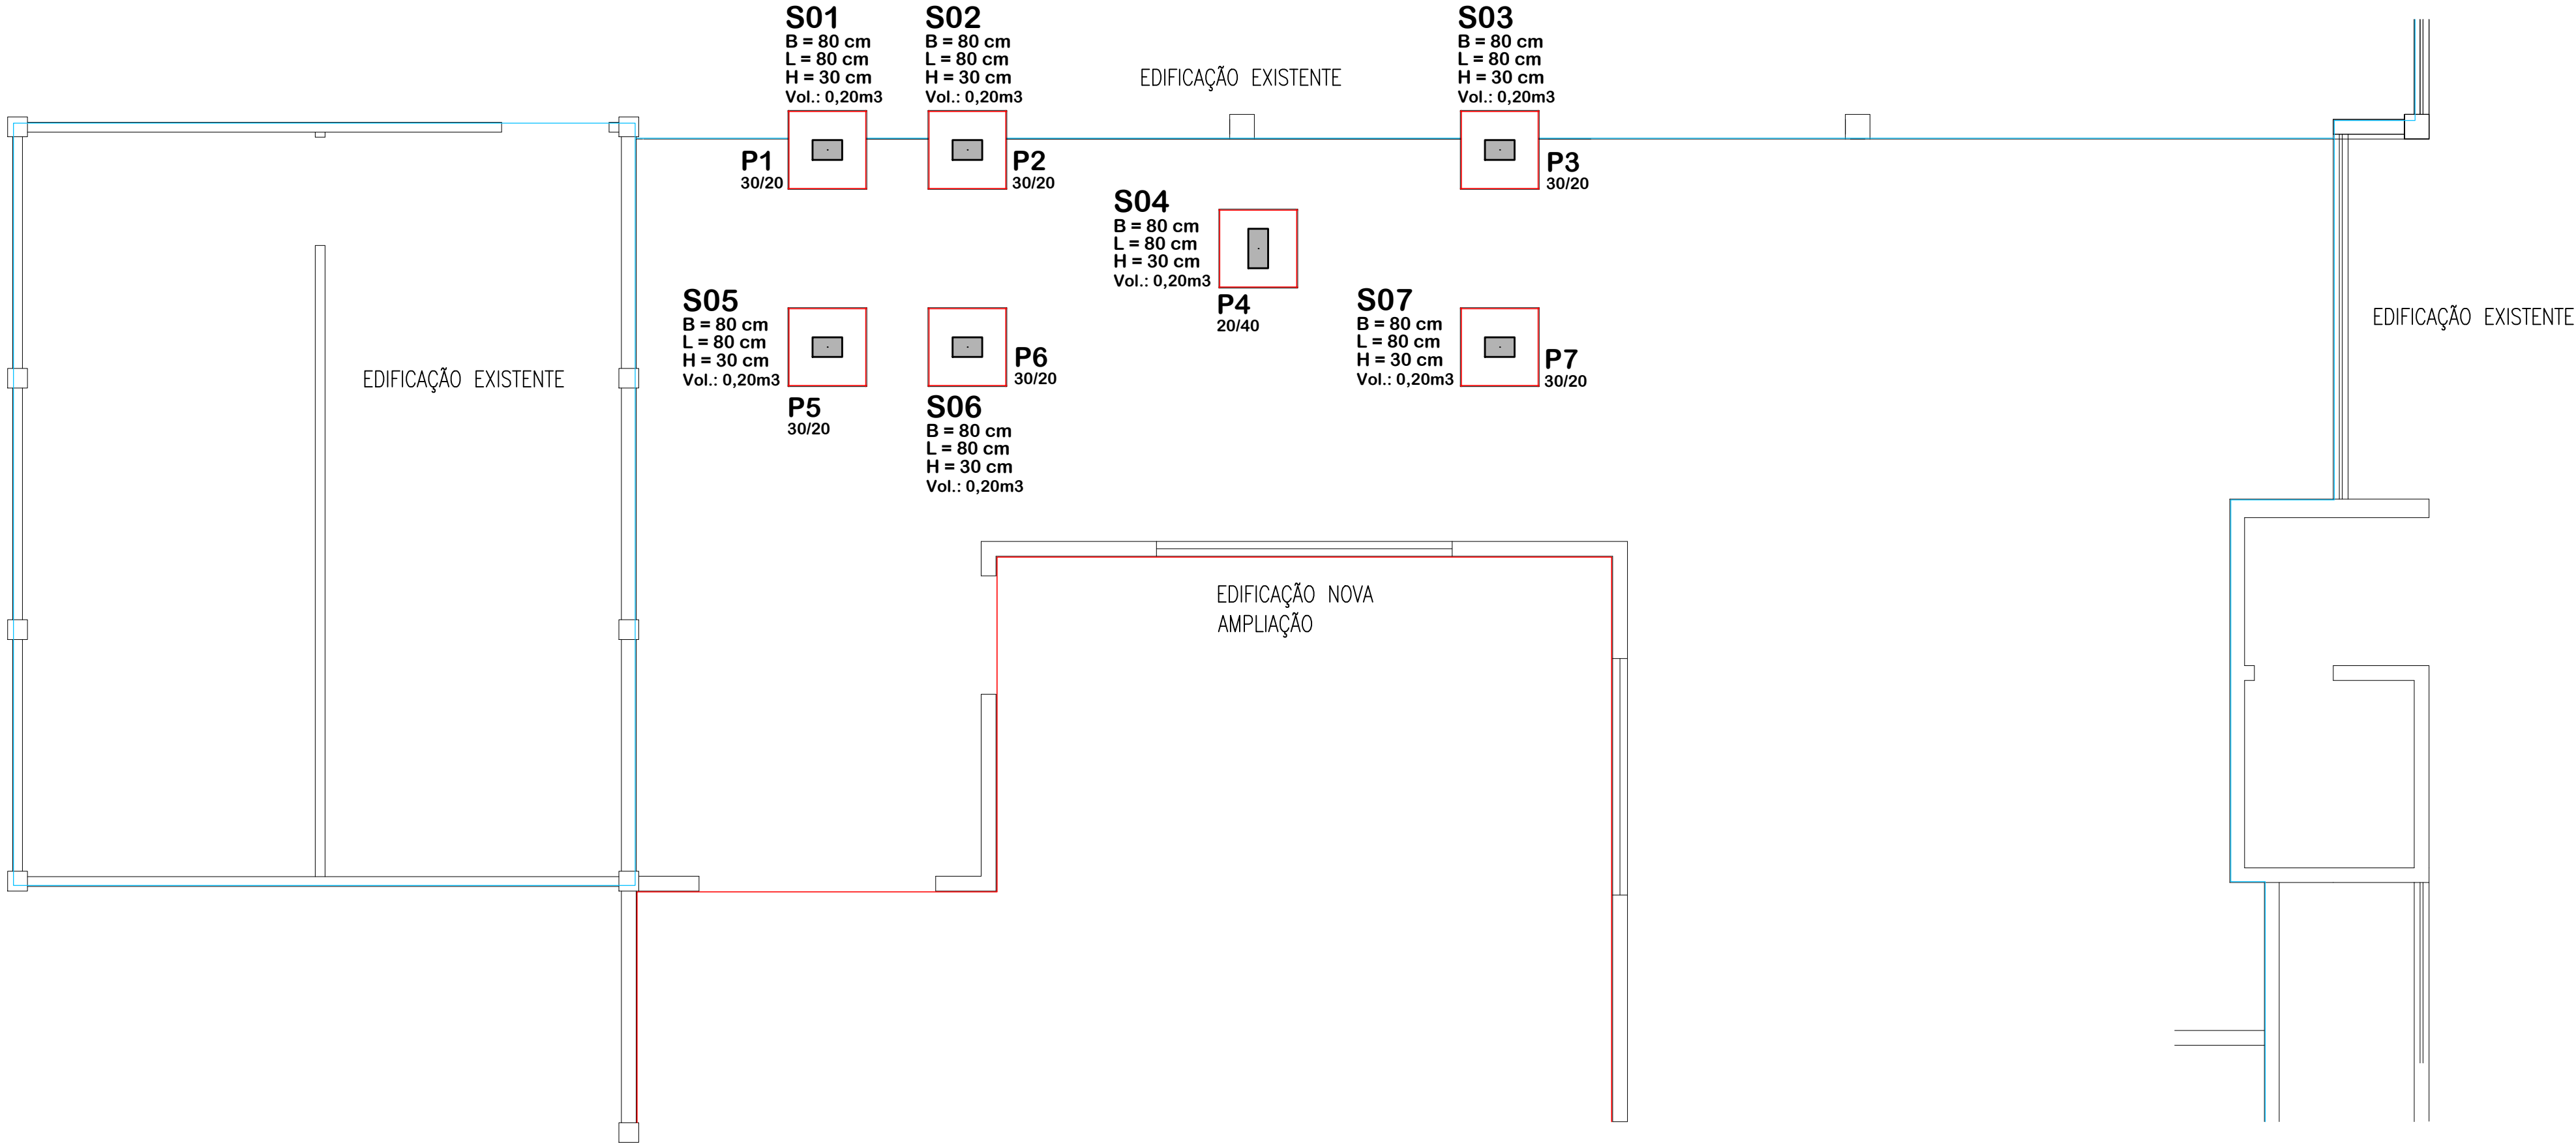 S01
B = 80 cm
L = 80 cm
H = 30 cm
Vol.: 0,20m3
S02
B = 80 cm
L = 80 cm
H = 30 cm
Vol.: 0,20m3
EDIFICAÇÃO EXISTENTE
S03
B = 80 cm
L = 80 cm
H = 30 cm
Vol.: 0,20m3
P1
30/20
P2
30/20
P3
30/20
S04
B = 80 cm
L = 80 cm
H = 30 cm
Vol.: 0,20m3
P4
20/40
S05
B = 80 cm
L = 80 cm
H = 30 cm
Vol.: 0,20m3
P5
30/20
P6
30/20
S06
B = 80 cm
L = 80 cm
H = 30 cm
Vol.: 0,20m3
S07
B = 80 cm
L = 80 cm
H = 30 cm
Vol.: 0,20m3
P7
30/20
EDIFICAÇÃO EXISTENTE
EDIFICAÇÃO EXISTENTE
EDIFICAÇÃO NOVA
AMPLIAÇÃO